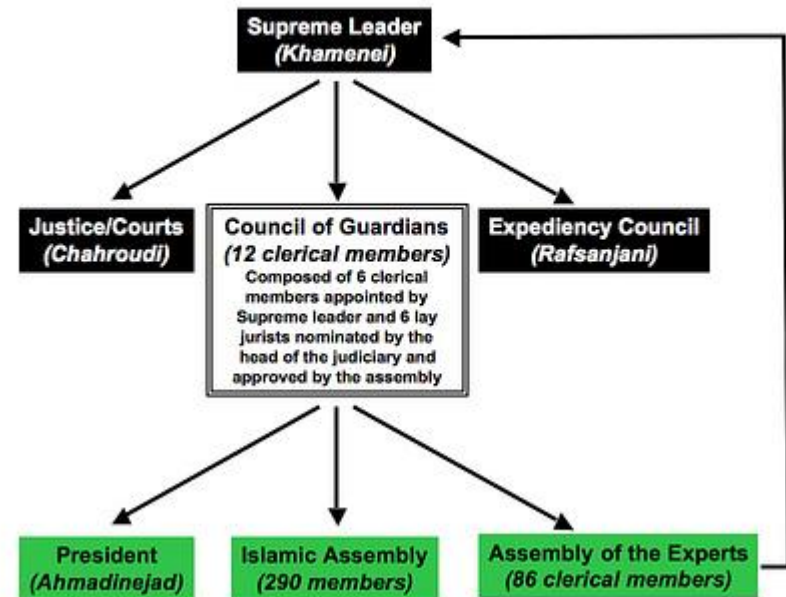 Supreme Leader
(Khamenei)
Justice/Courts
(Chahroudi)
Council of Guardians
(12 clerical members)
Composed of 6 clerical
members appointed by
Supreme leader and 6 lay
jurists nominated by the
head of the judiciary and
approved by the assembly
Expediency Council
(Rafsanjani)
President
(Ahmadinejad)
Islamic Assembly
(290 members)
Assembly of the Experts
(86 clerical members)